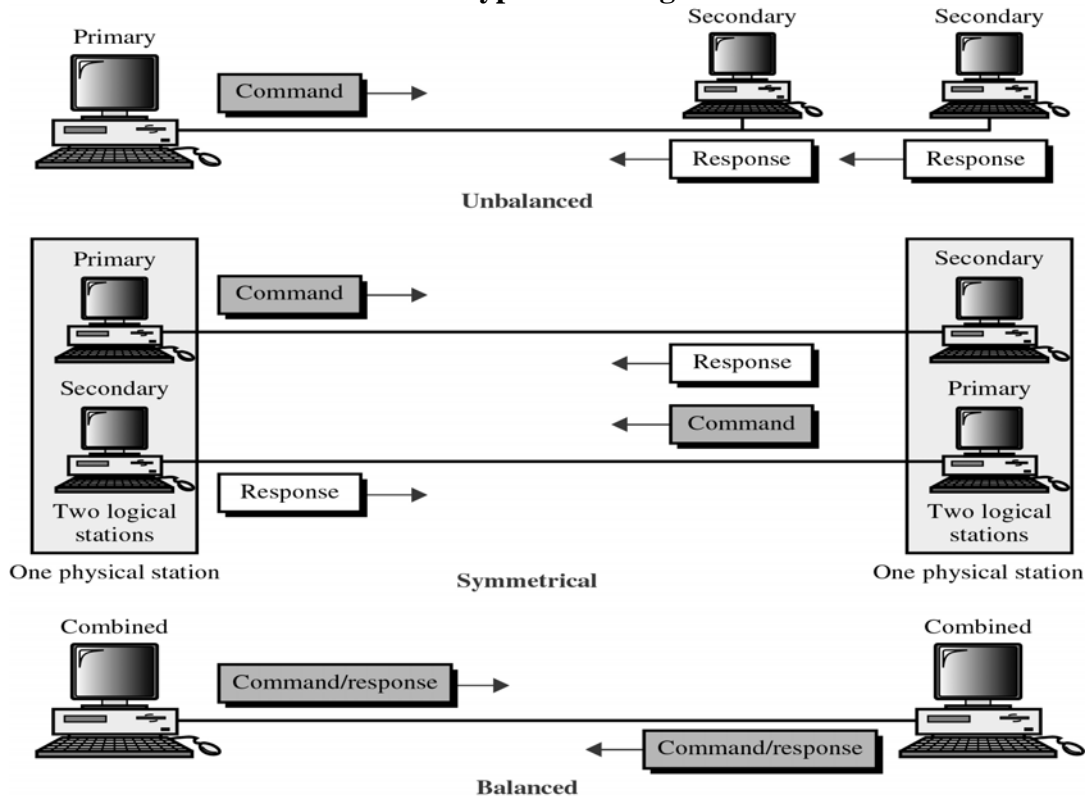 Primary
Secondary
Secondary
Command
Response
Response
Unbalanced
Primary
Secondary
Command
Response
Secondary
Primary
Command
Response
Two logical
stations
Two logical
stations
One physical station
One physical station
Symmetrical
Combined
Combined
Command/response
Command/response
Balanced